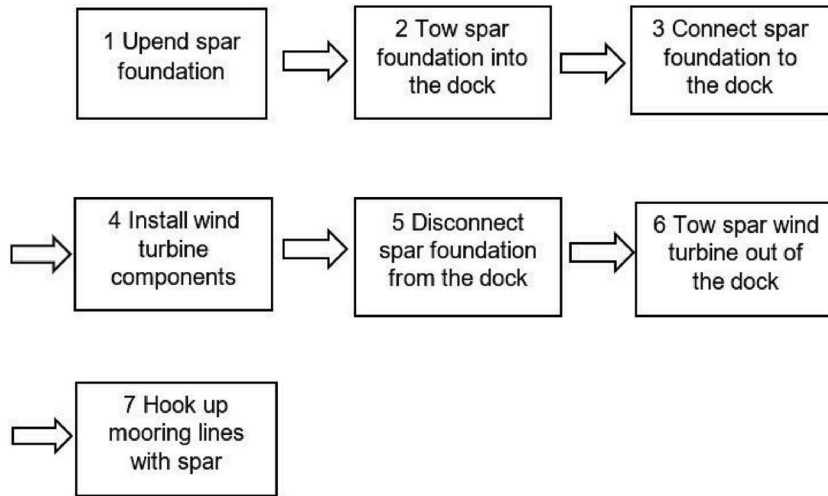 1 Upend spar
foundation
2 Tow spar
foundation into
the dock
3 Connect spar
foundation to
the dock
4 Install wind
turbine
components
5 Disconnect
spar foundation
from the dock
6 Tow spar wind
turbine out of
the dock
7 Hook up
mooring lines
with spar